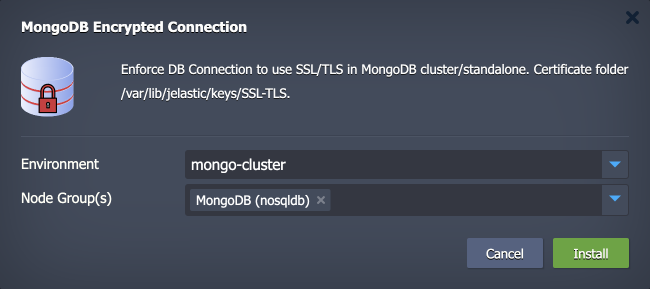 MongoDB Encrypted Connection
Enforce DB Connection to use SSL/TLS in MongoDB cluster/standalone. Certificate folder
/var/lib/jelastic/keys/SSL-TLS.
Environment
mongo-cluster
Node Group(s)
MongoDB (nosqldb)
Cancel
Install